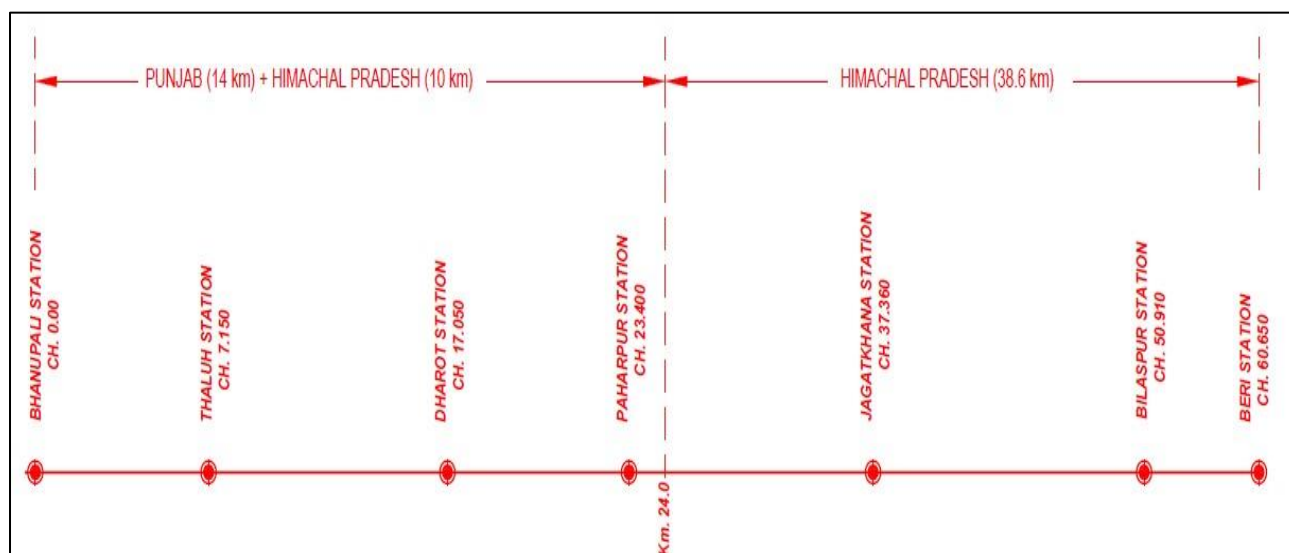 PUNJAB (14 km) + HIMACHAL PRADESH (10 km)
HIMACHAL PRADESH (38.6 km)
BHANUPALI STATION
CH. 0.00
THALUH STATION
CH. 7.150
DHAROT STATION
CH. 17.050
PAHARPUR STATION
CH. 23.400
Km. 24.0
JAGATKHANA STATION
CH. 37.360
BILASPUR STATION
CH. 50.910
BERI STATION
CH. 60.650